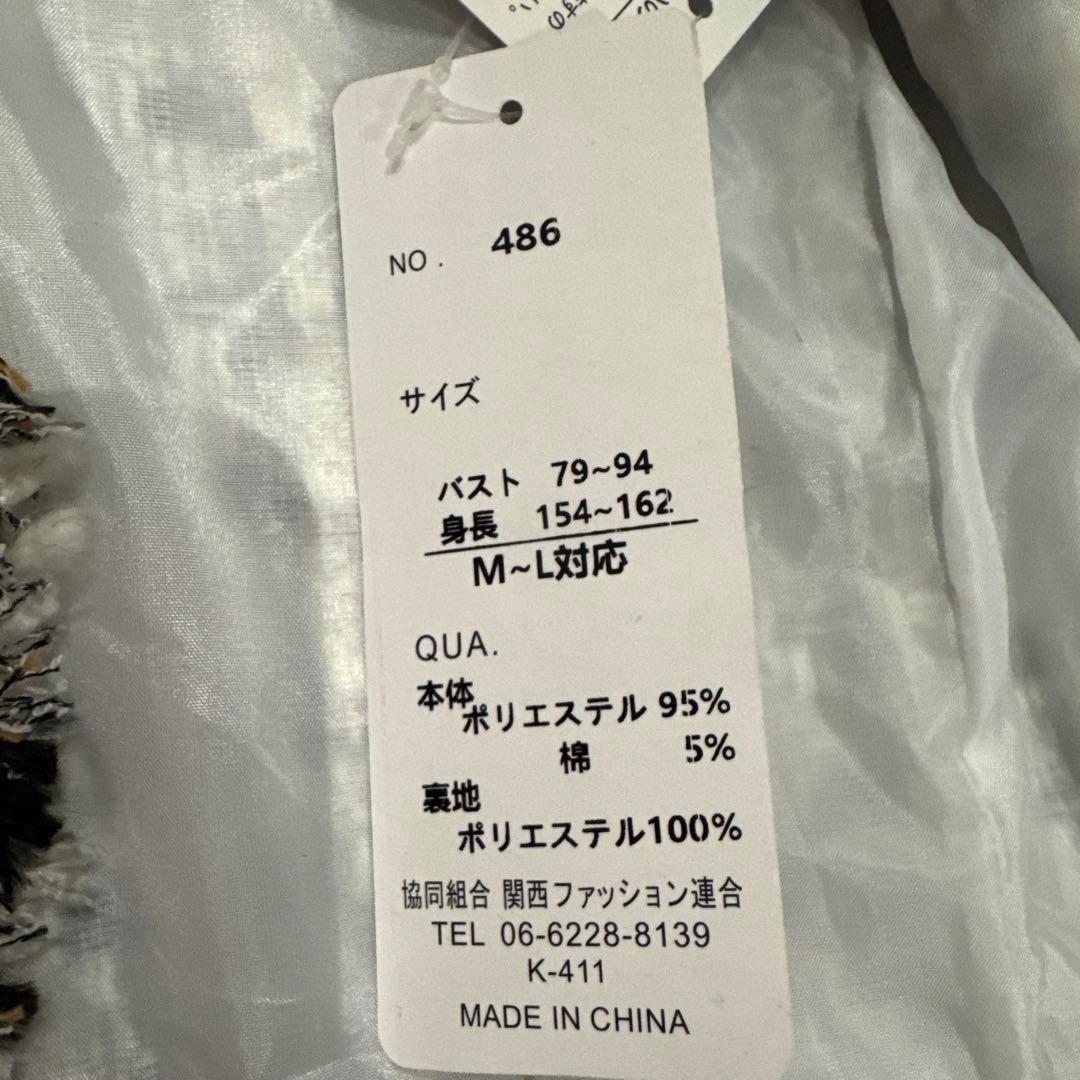 NO. 486
サイズ
バスト 79~94
身長 154~162
M~L対応
QUA.
本体
ポリエステル 95%
棉 5%
裏地
ポリエステル100%
協同組合 関西ファッション連合
TEL 06-6228-8139
K-411
MADE IN CHINA